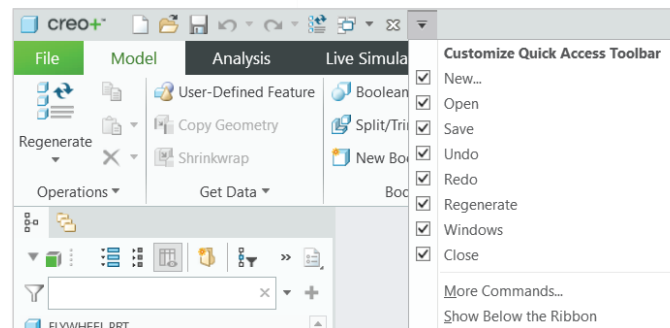 creo+™
File Model Analysis Live Simula
Customize Quick Access Toolbar
New...
Open
Save
Undo
Redo
Regenerate
Windows
Close
More Commands...
Show Below the Ribbon
Regenerate
User-Defined Feature
Copy Geometry
Shrinkwrap
Boolean
Split/Tri
New Bo
Operations Get Data Boo
FLYWHEEL.PRT